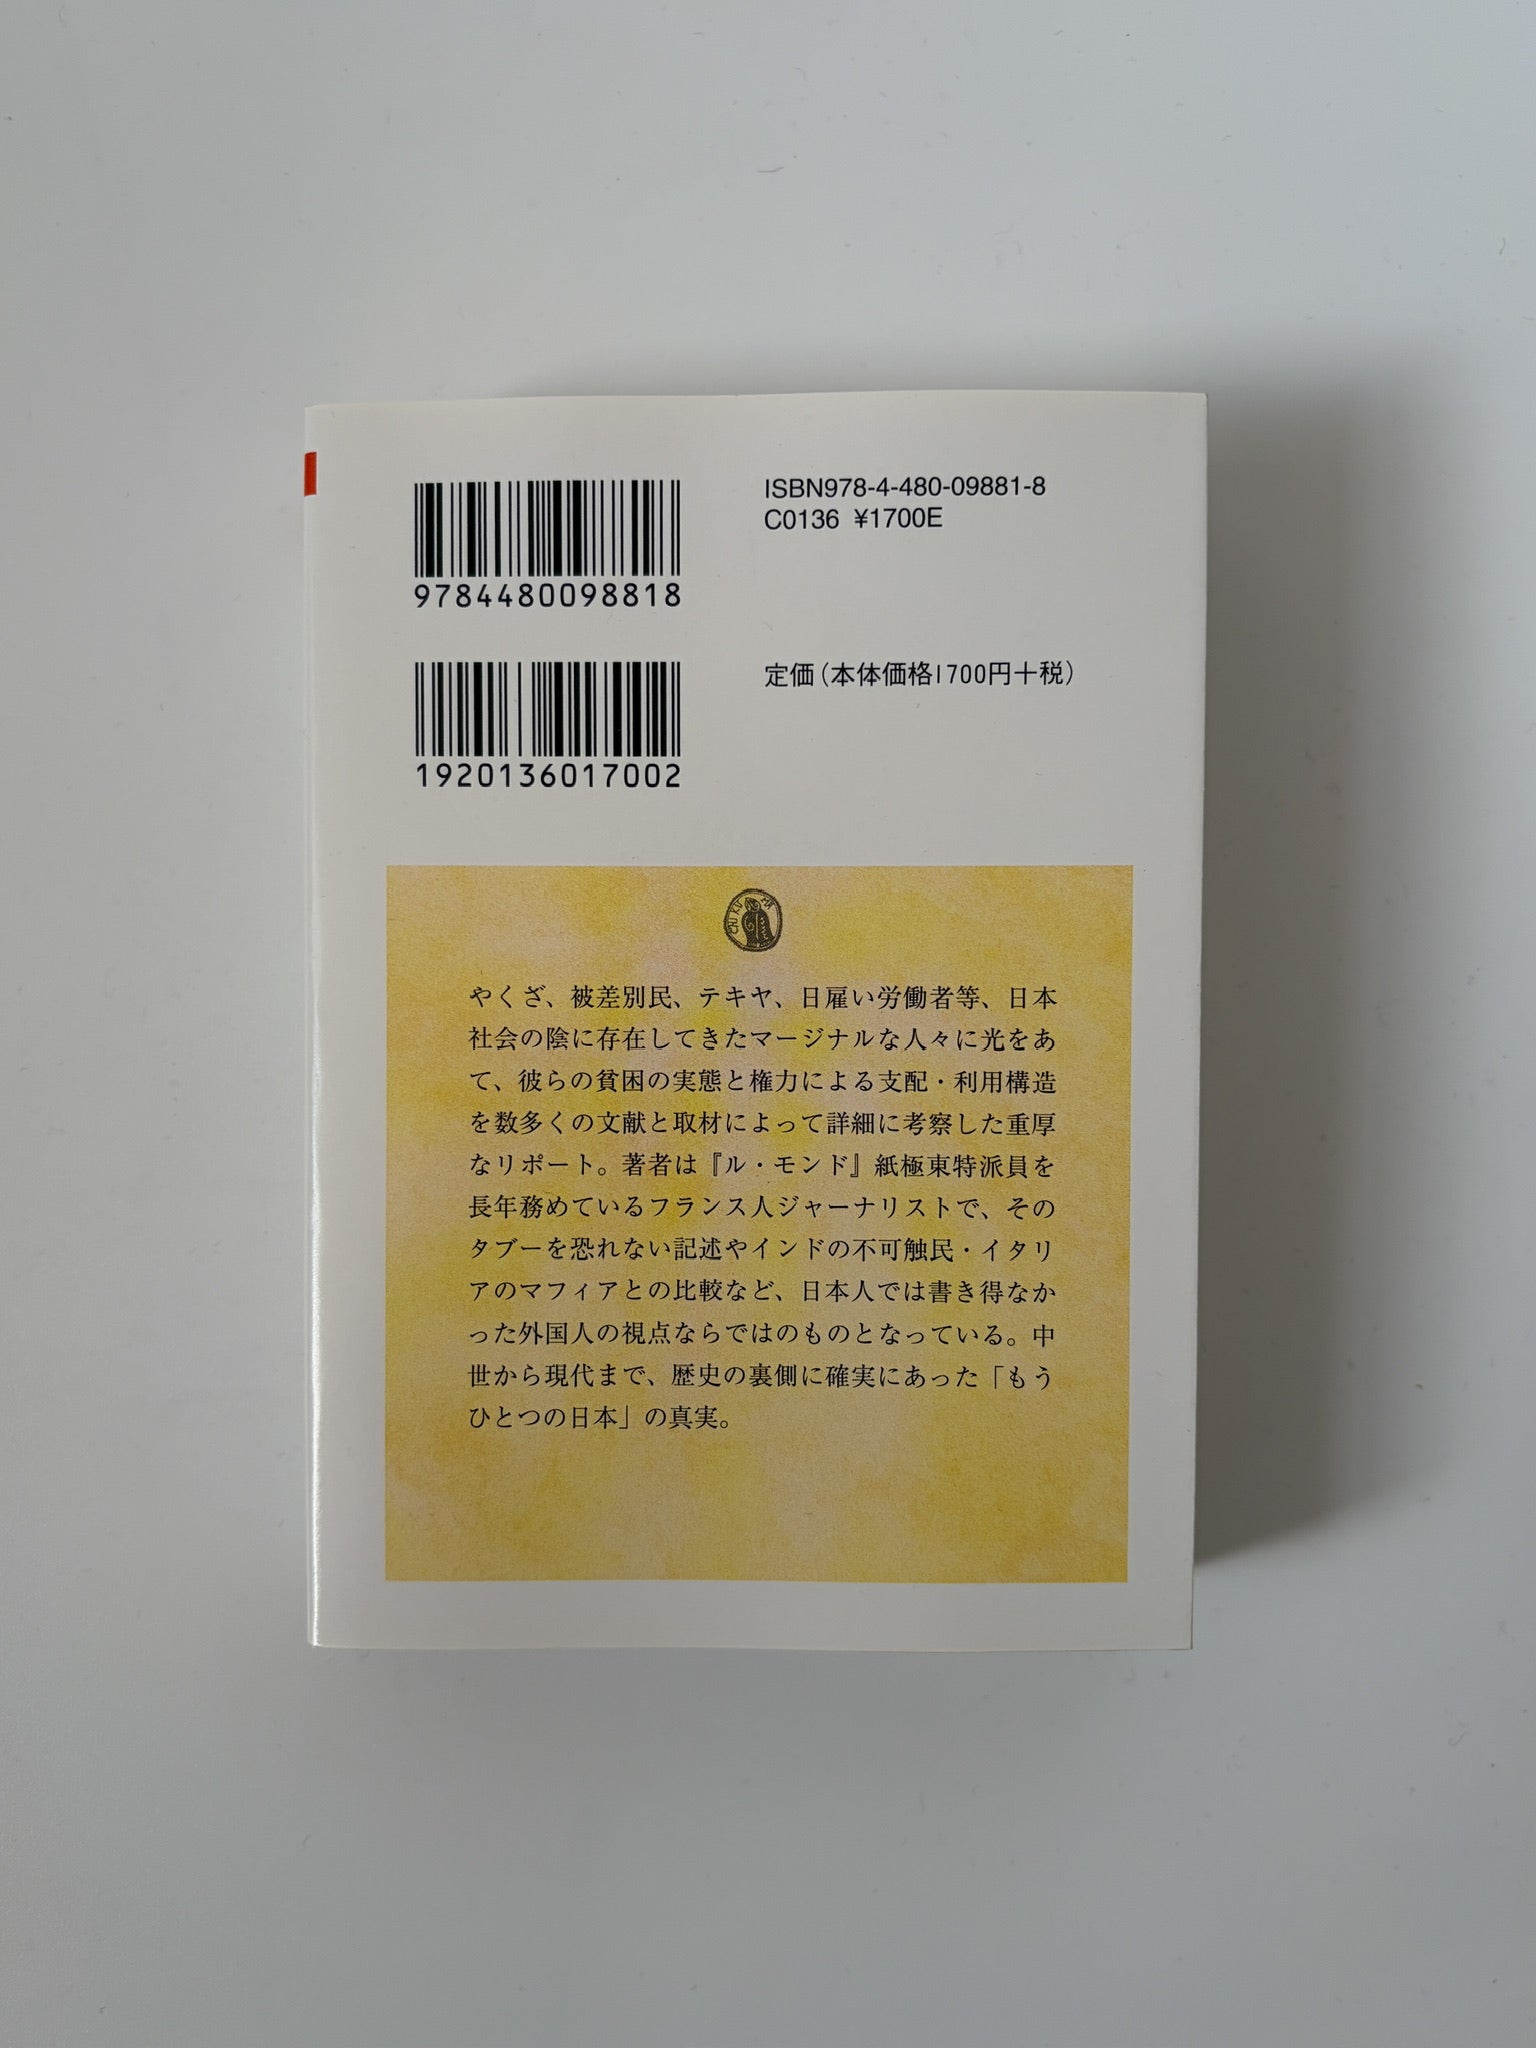 ISBN978-4-480-09881-8
C0136 ¥1700E
9784480098818
定価(本体価格1700円+税)
1920136017002
CHIKUMA
やくざ、被差別民、テキヤ、日雇い労働者等、日本
社会の陰に存在してきたマージナルな人々に光をあ
て、彼らの貧困の実態と権力による支配・利用構造
を数多くの文献と取材によって詳細に考察した重厚
なリポート。著者は『ル・モンド』紙極東特派員を
長年務めているフランス人ジャーナリストで、その
タブーを恐れない記述やインドの不可触民・イタリ
アのマフィアとの比較など、日本人では書き得なか
った外国人の視点ならではのものとなっている。中
世から現代まで、歴史の裏側に確実にあった「もう
ひとつの日本」の真実。